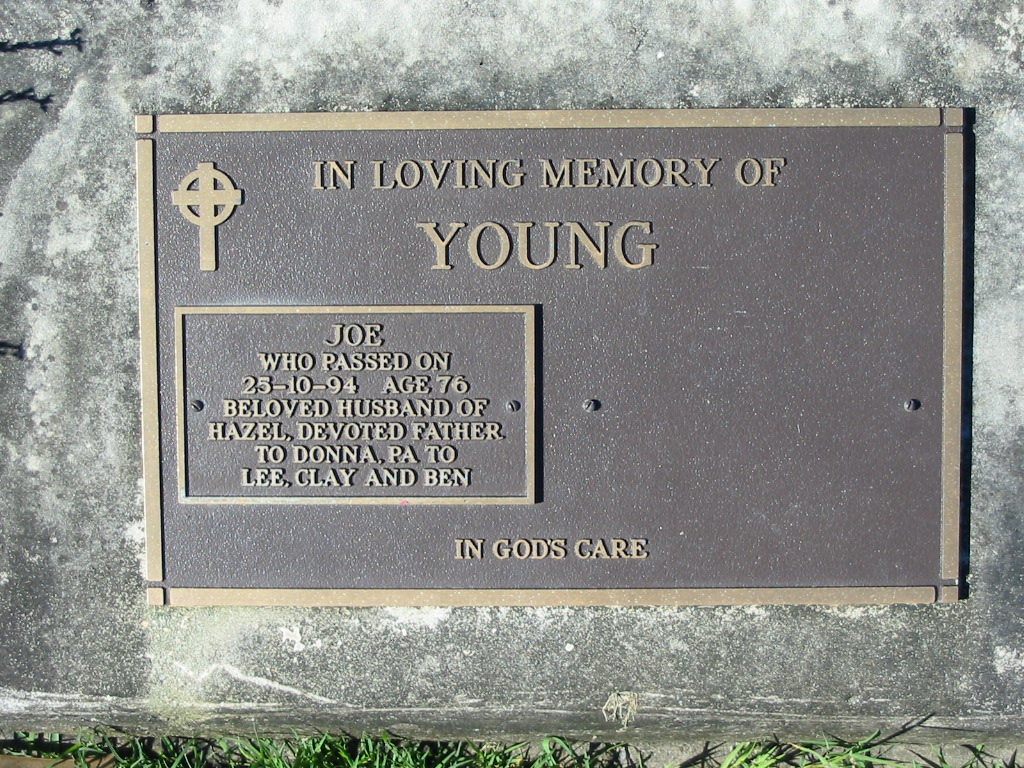 IN LOVING MEMORY OF
YOUNG
JOE
WHO PASSED ON
25-10-94 AGE 76
BELOVED HUSBAND OF
HAZEL, DEVOTED FATHER
TO DONNA, PA TO
LEE, CLAY AND BEN
IN GOD'S CARE